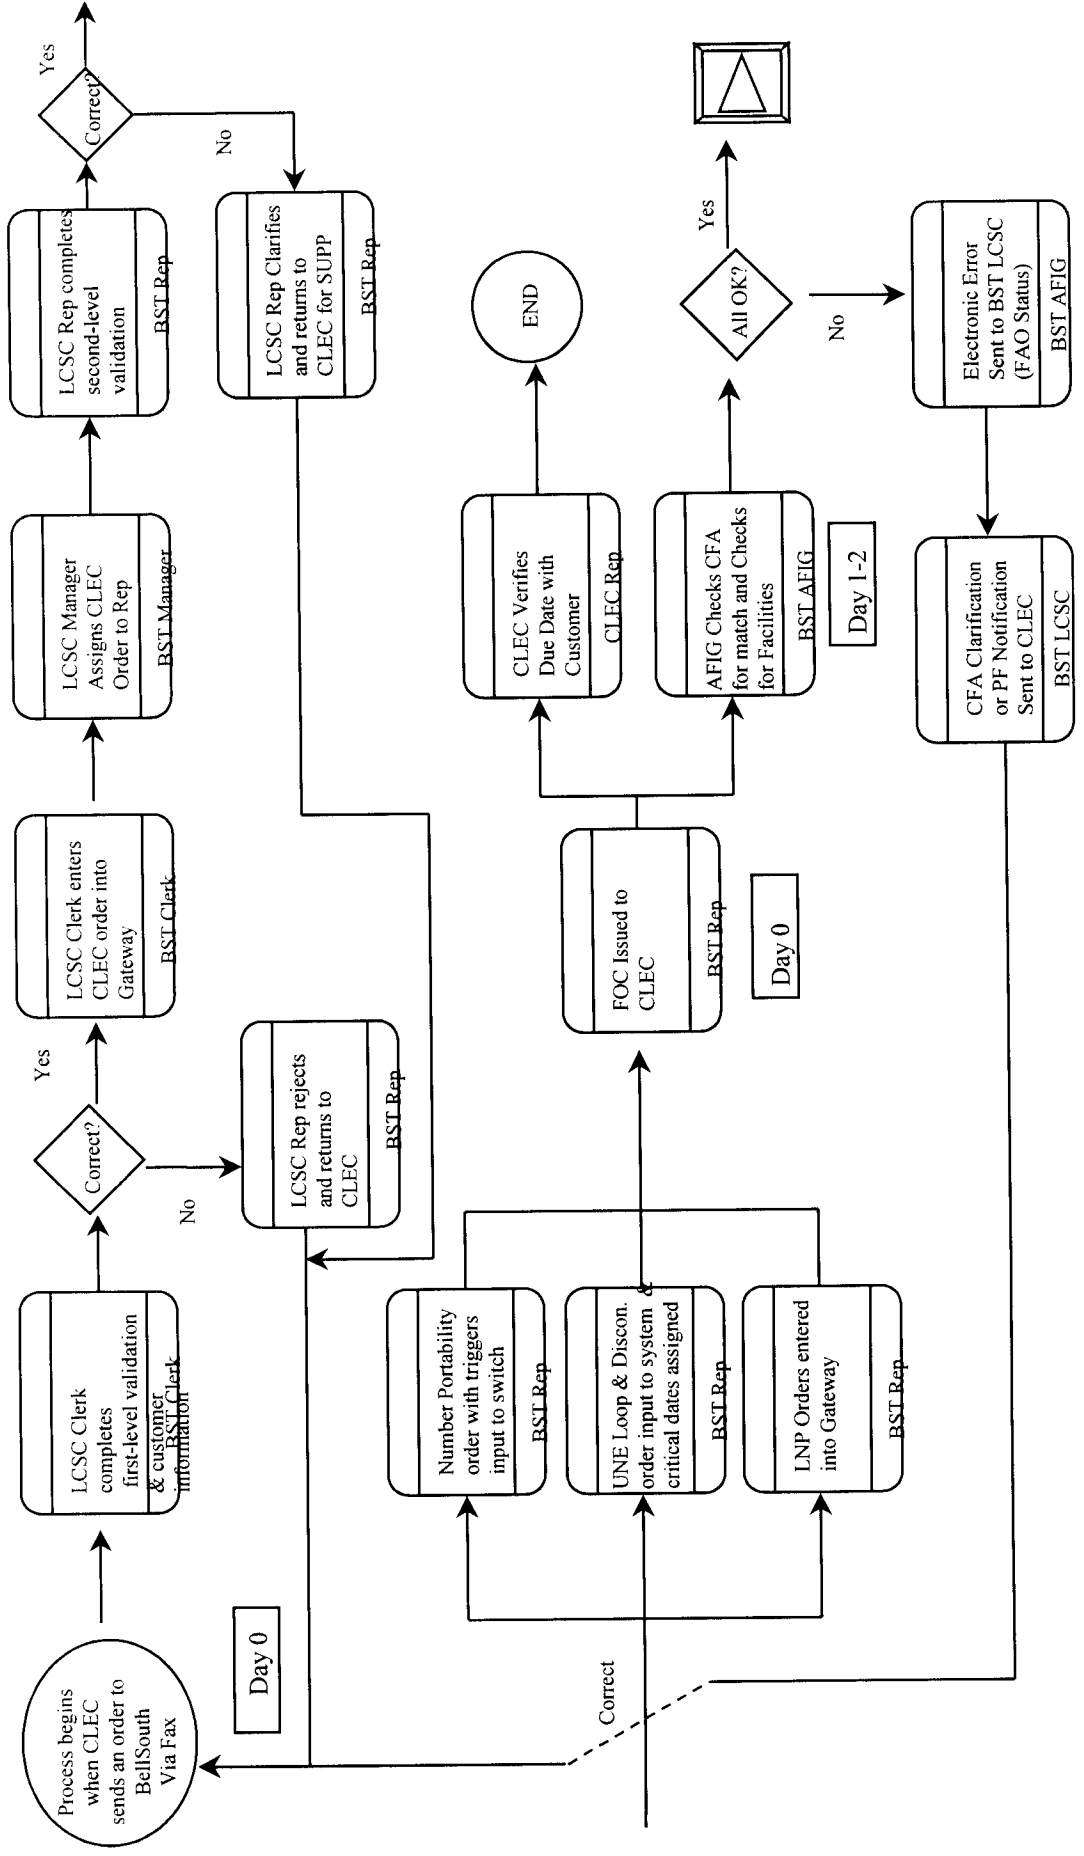 Process begins
when CLEC
sends an order to
BellSouth
Via Fax
Day 0
LCSC Clerk
completes
first-level validation
& customer
information
BST Clerk
Correct?
Yes
No
LCSC Rep rejects
and returns to
CLEC
BST Rep
LCSC Clerk enters
CLEC order into
Gateway
BST Clerk
LCSC Manager
Assigns CLEC
Order to Rep
BST Manager
LCSC Rep completes
second-level
validation
BST Rep
Correct?
Yes
No
LCSC Rep Clarifies
and returns to
CLEC for SUPP
BST Rep
Correct
Number Portability
order with triggers
input to switch
BST Rep
UNE Loop & Discon.
order input to system &
critical dates assigned
BST Rep
LNP Orders entered
into Gateway
BST Rep
FOC Issued to
CLEC
BST Rep
Day 0
CLEC Verifies
Due Date with
Customer
CLEC Rep
END
AFIG Checks CFA
for match and Checks
for Facilities
BST AFIG
Day 1-2
All OK?
Yes
No
Electronic Error
Sent to BST LCSC
(FAO Status)
BST AFIG
CFA Clarification
or PF Notification
Sent to CLEC
BST LCSC